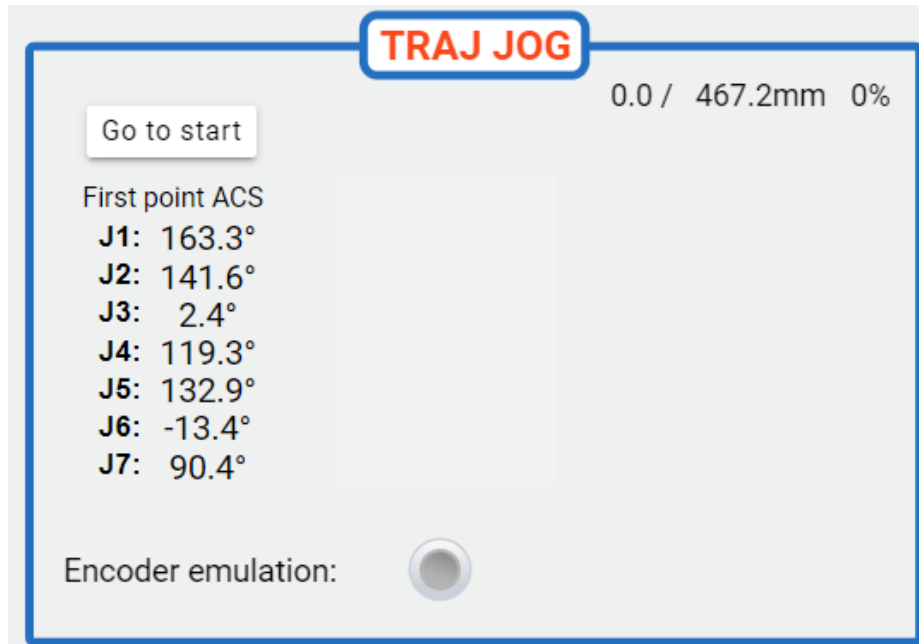 TRAJ JOG
0.0 / 467.2mm 0%
Go to start
First point ACS
J1: 163.3°
J2: 141.6°
J3: 2.4°
J4: 119.3°
J5: 132.9°
J6: -13.4°
J7: 90.4°
Encoder emulation: